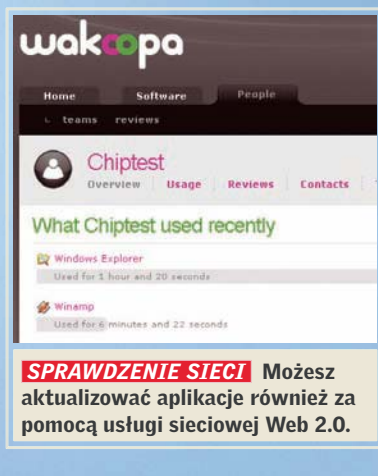 wakoopa
Home Software People
teams reviews
Chiptest
Overview Usage Reviews Contacts
What Chiptest used recently
Windows Explorer
Used for 1 hour and 20 seconds
Winamp
Used for 6 minutes and 22 seconds
SPRAWDZENIE SIECI Możesz
aktualizować aplikacje również za
pomocą usługi sieciowej Web 2.0.